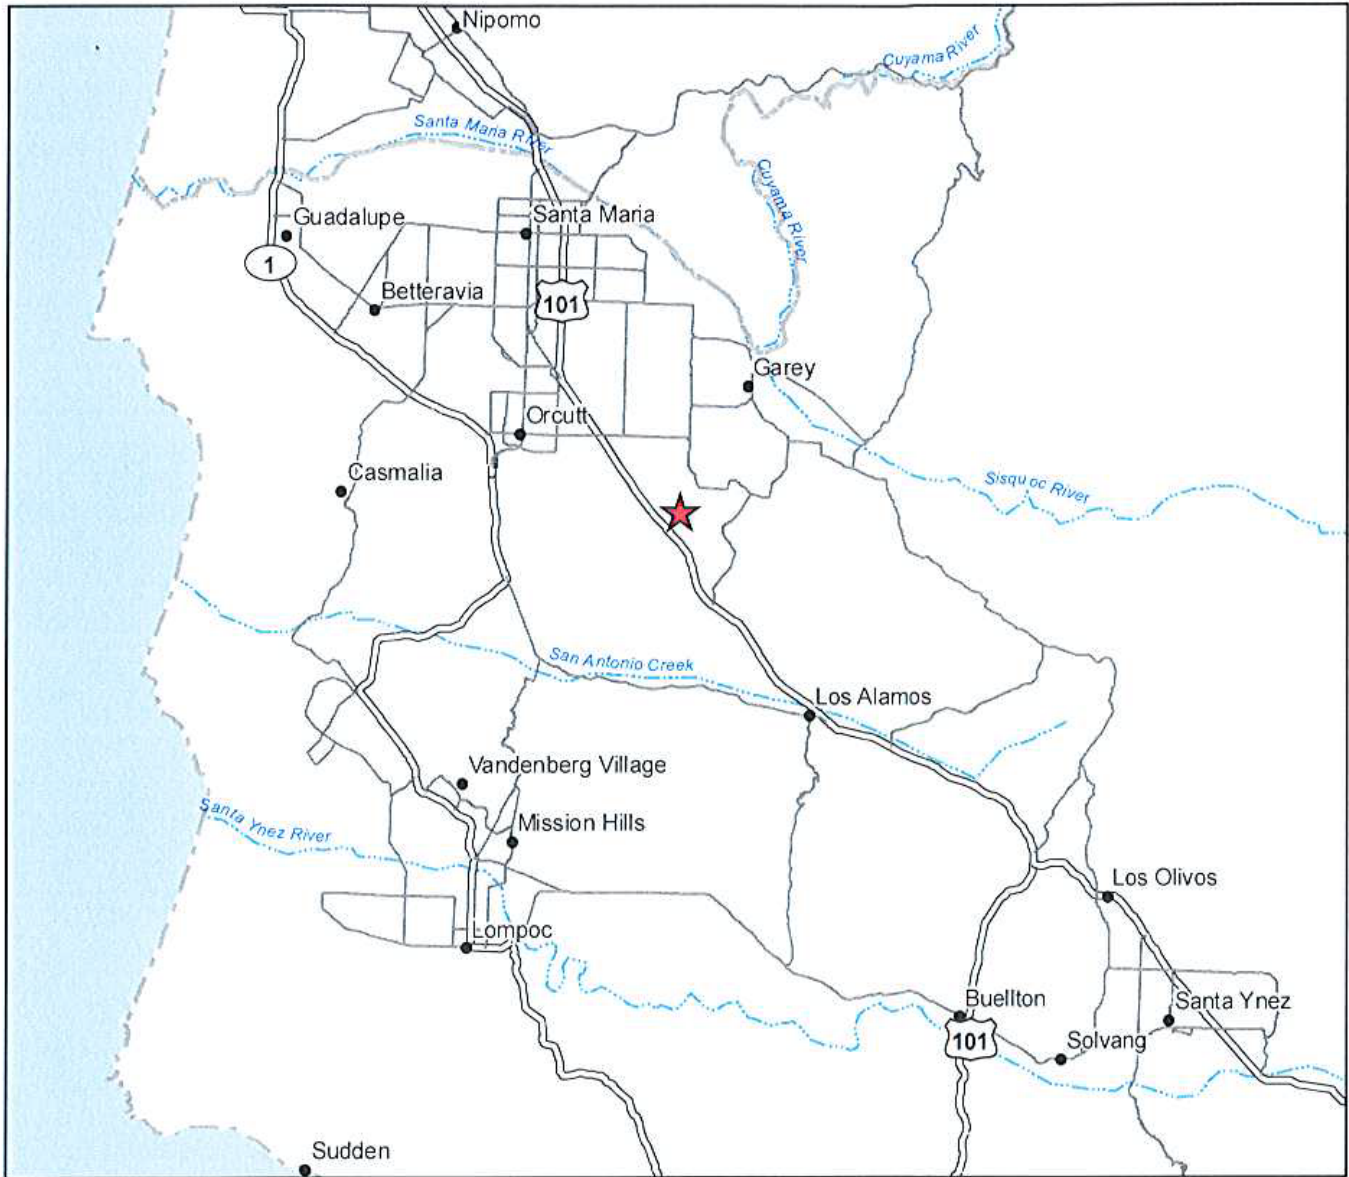 Nipomo
Cuyama River
Santa Maria River
Cuyama River
Guadalupe
Santa Maria
1
Betteravia
101
Garey
Orcutt
Casmalia
Sisquoc River
San Antonio Creek
Los Alamos
Vandenberg Village
Santa Ynez River
Mission Hills
Los Olivos
Lompoc
Buellton
Santa Ynez
101
Solvang
Sudden